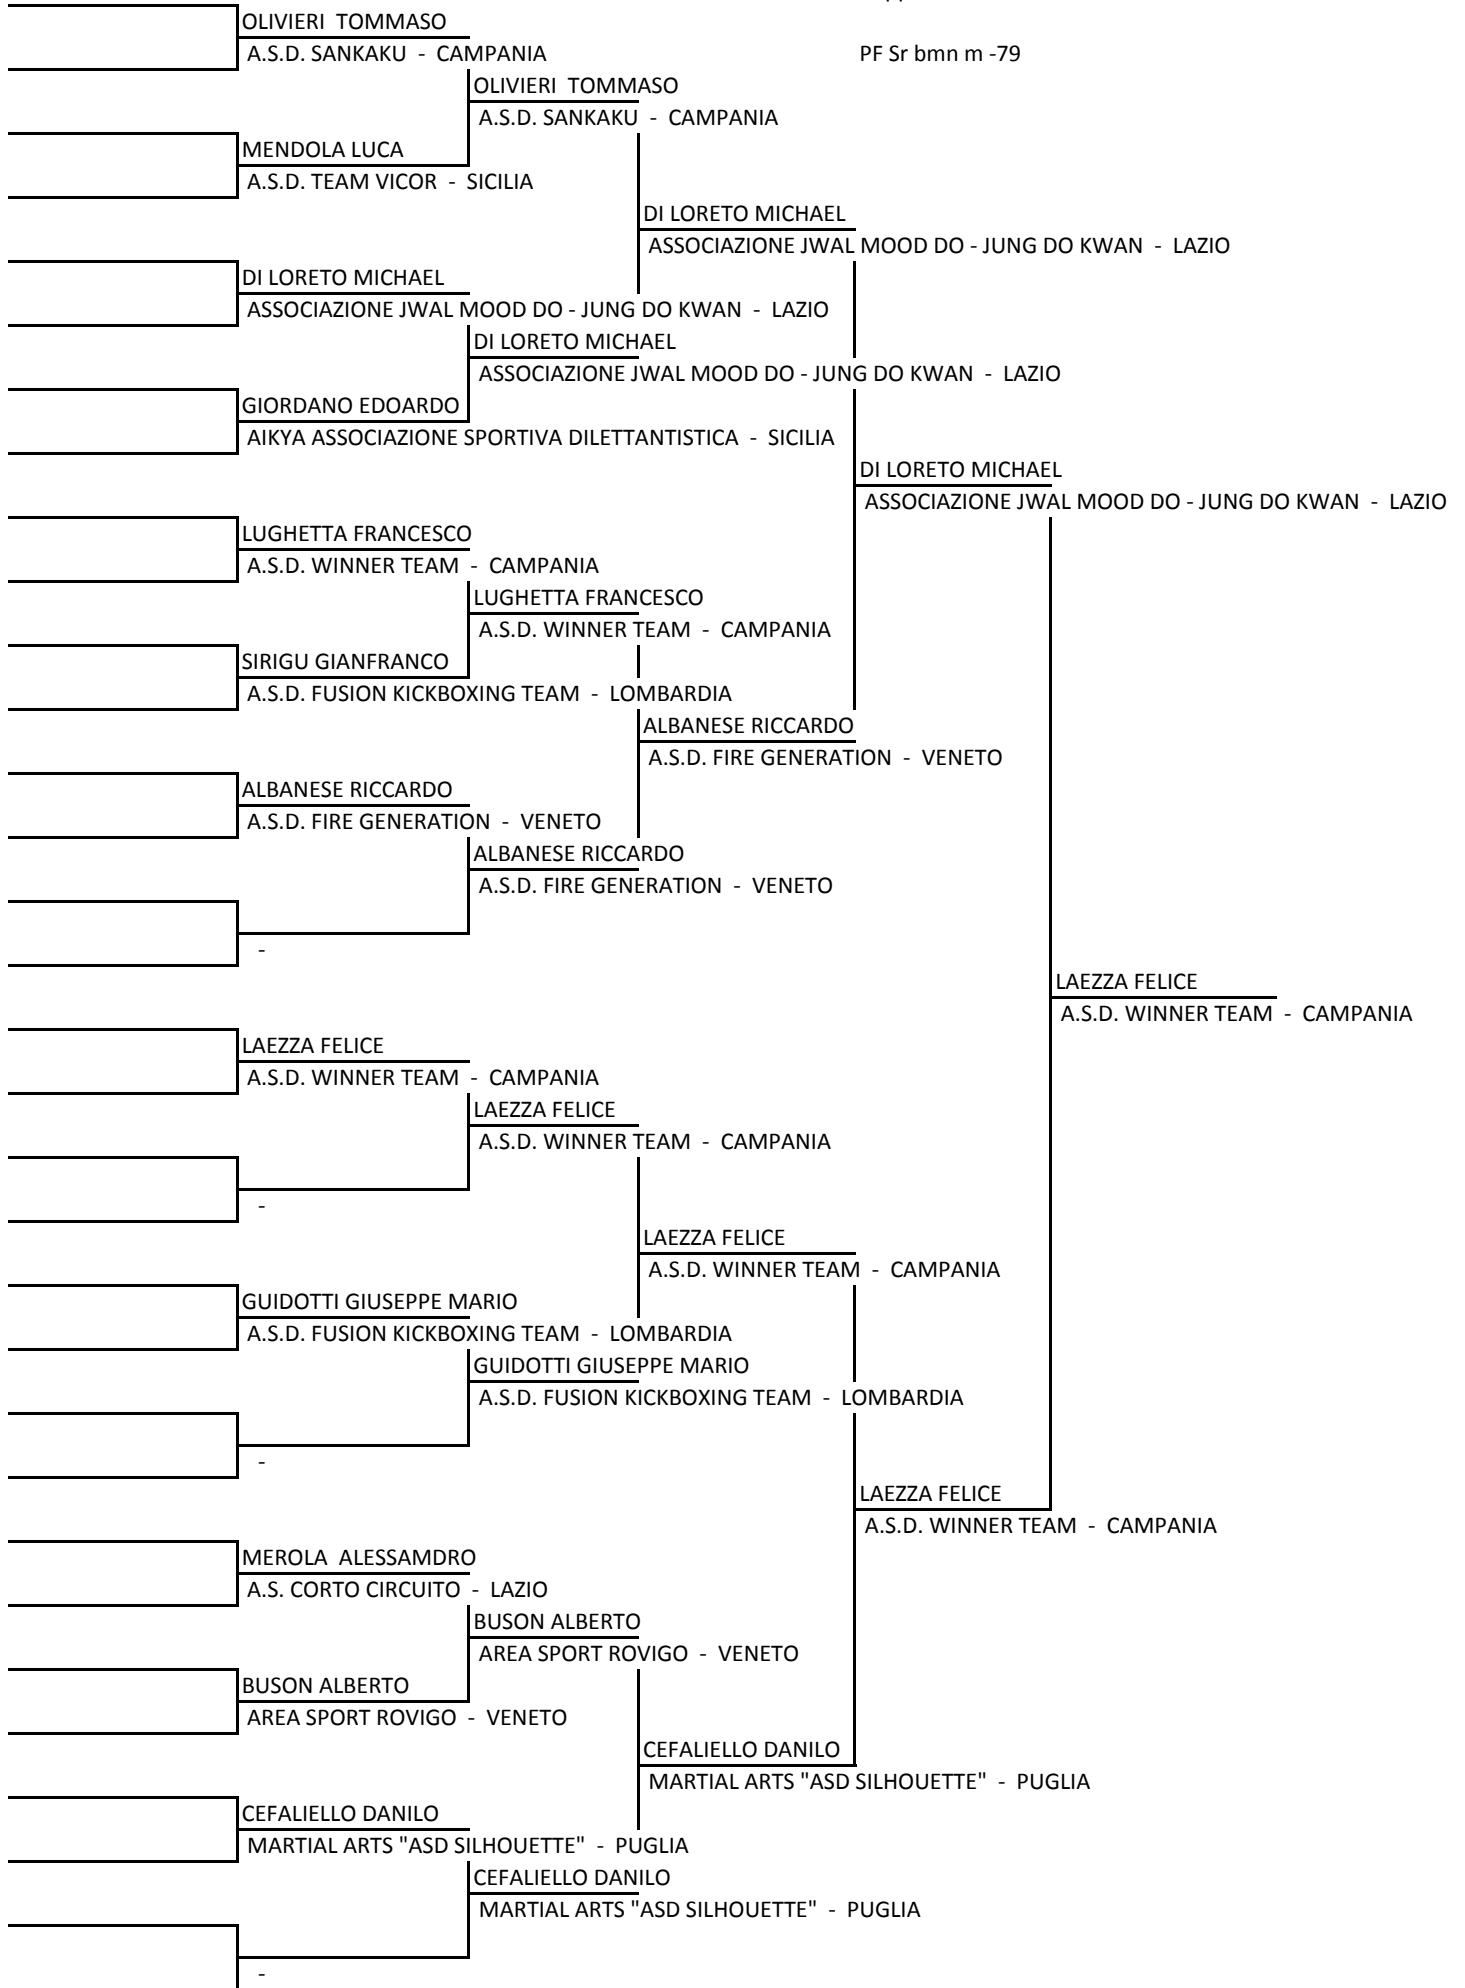 OLIVIERI  TOMMASO
A.S.D. SANKAKU  -  CAMPANIA
PF Sr bmn m -79
OLIVIERI  TOMMASO
A.S.D. SANKAKU  -  CAMPANIA
MENDOLA LUCA
A.S.D. TEAM VICOR  -  SICILIA
DI LORETO MICHAEL
ASSOCIAZIONE JWAL MOOD DO - JUNG DO KWAN  -  LAZIO
DI LORETO MICHAEL
ASSOCIAZIONE JWAL MOOD DO - JUNG DO KWAN  -  LAZIO
DI LORETO MICHAEL
ASSOCIAZIONE JWAL MOOD DO - JUNG DO KWAN  -  LAZIO
GIORDANO EDOARDO
AIKYA ASSOCIAZIONE SPORTIVA DILETTANTISTICA  -  SICILIA
DI LORETO MICHAEL
ASSOCIAZIONE JWAL MOOD DO - JUNG DO KWAN  -  LAZIO
LUGHETTA FRANCESCO
A.S.D. WINNER TEAM  -  CAMPANIA
LUGHETTA FRANCESCO
A.S.D. WINNER TEAM  -  CAMPANIA
SIRIGU GIANFRANCO
A.S.D. FUSION KICKBOXING TEAM  -  LOMBARDIA
ALBANESE RICCARDO
A.S.D. FIRE GENERATION  -  VENETO
ALBANESE RICCARDO
A.S.D. FIRE GENERATION  -  VENETO
ALBANESE RICCARDO
A.S.D. FIRE GENERATION  -  VENETO
-
LAEZZA FELICE
A.S.D. WINNER TEAM  -  CAMPANIA
LAEZZA FELICE
A.S.D. WINNER TEAM  -  CAMPANIA
LAEZZA FELICE
A.S.D. WINNER TEAM  -  CAMPANIA
-
LAEZZA FELICE
A.S.D. WINNER TEAM  -  CAMPANIA
GUIDOTTI GIUSEPPE MARIO
A.S.D. FUSION KICKBOXING TEAM  -  LOMBARDIA
GUIDOTTI GIUSEPPE MARIO
A.S.D. FUSION KICKBOXING TEAM  -  LOMBARDIA
-
LAEZZA FELICE
A.S.D. WINNER TEAM  -  CAMPANIA
MEROLA  ALESSAMDRO
A.S. CORTO CIRCUITO  -  LAZIO
BUSON ALBERTO
AREA SPORT ROVIGO  -  VENETO
BUSON ALBERTO
AREA SPORT ROVIGO  -  VENETO
CEFALIELLO DANILO
MARTIAL ARTS "ASD SILHOUETTE"  -  PUGLIA
CEFALIELLO DANILO
MARTIAL ARTS "ASD SILHOUETTE"  -  PUGLIA
CEFALIELLO DANILO
MARTIAL ARTS "ASD SILHOUETTE"  -  PUGLIA
-